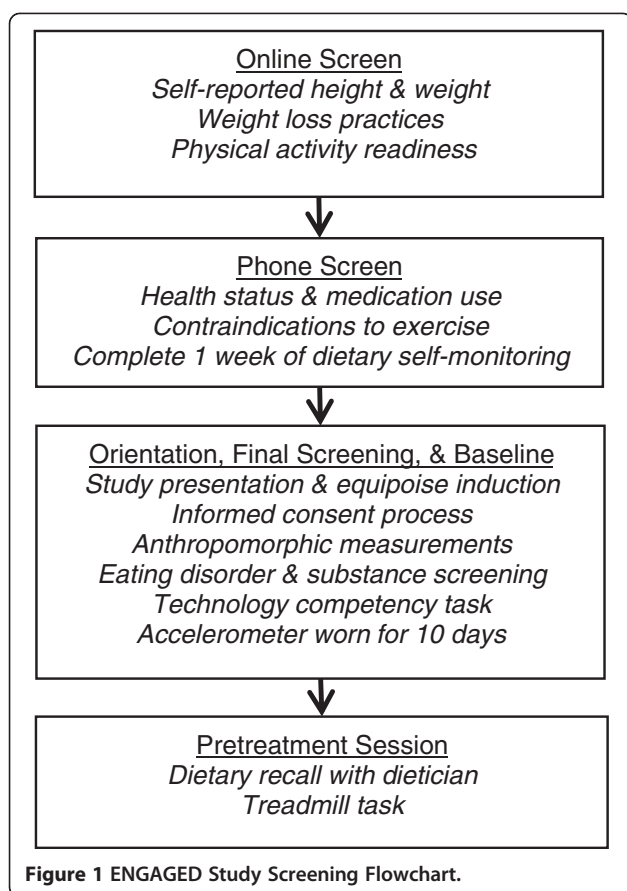 Online Screen
Self-reported height & weight
Weight loss practices
Physical activity readiness
Phone Screen
Health status & medication use
Contraindications to exercise
Complete 1 week of dietary self-monitoring
Orientation, Final Screening, & Baseline
Study presentation & equipoise induction
Informed consent process
Anthropomorphic measurements
Eating disorder & substance screening
Technology competency task
Accelerometer worn for 10 days
Pretreatment Session
Dietary recall with dietician
Treadmill task
Figure 1 ENGAGED Study Screening Flowchart.